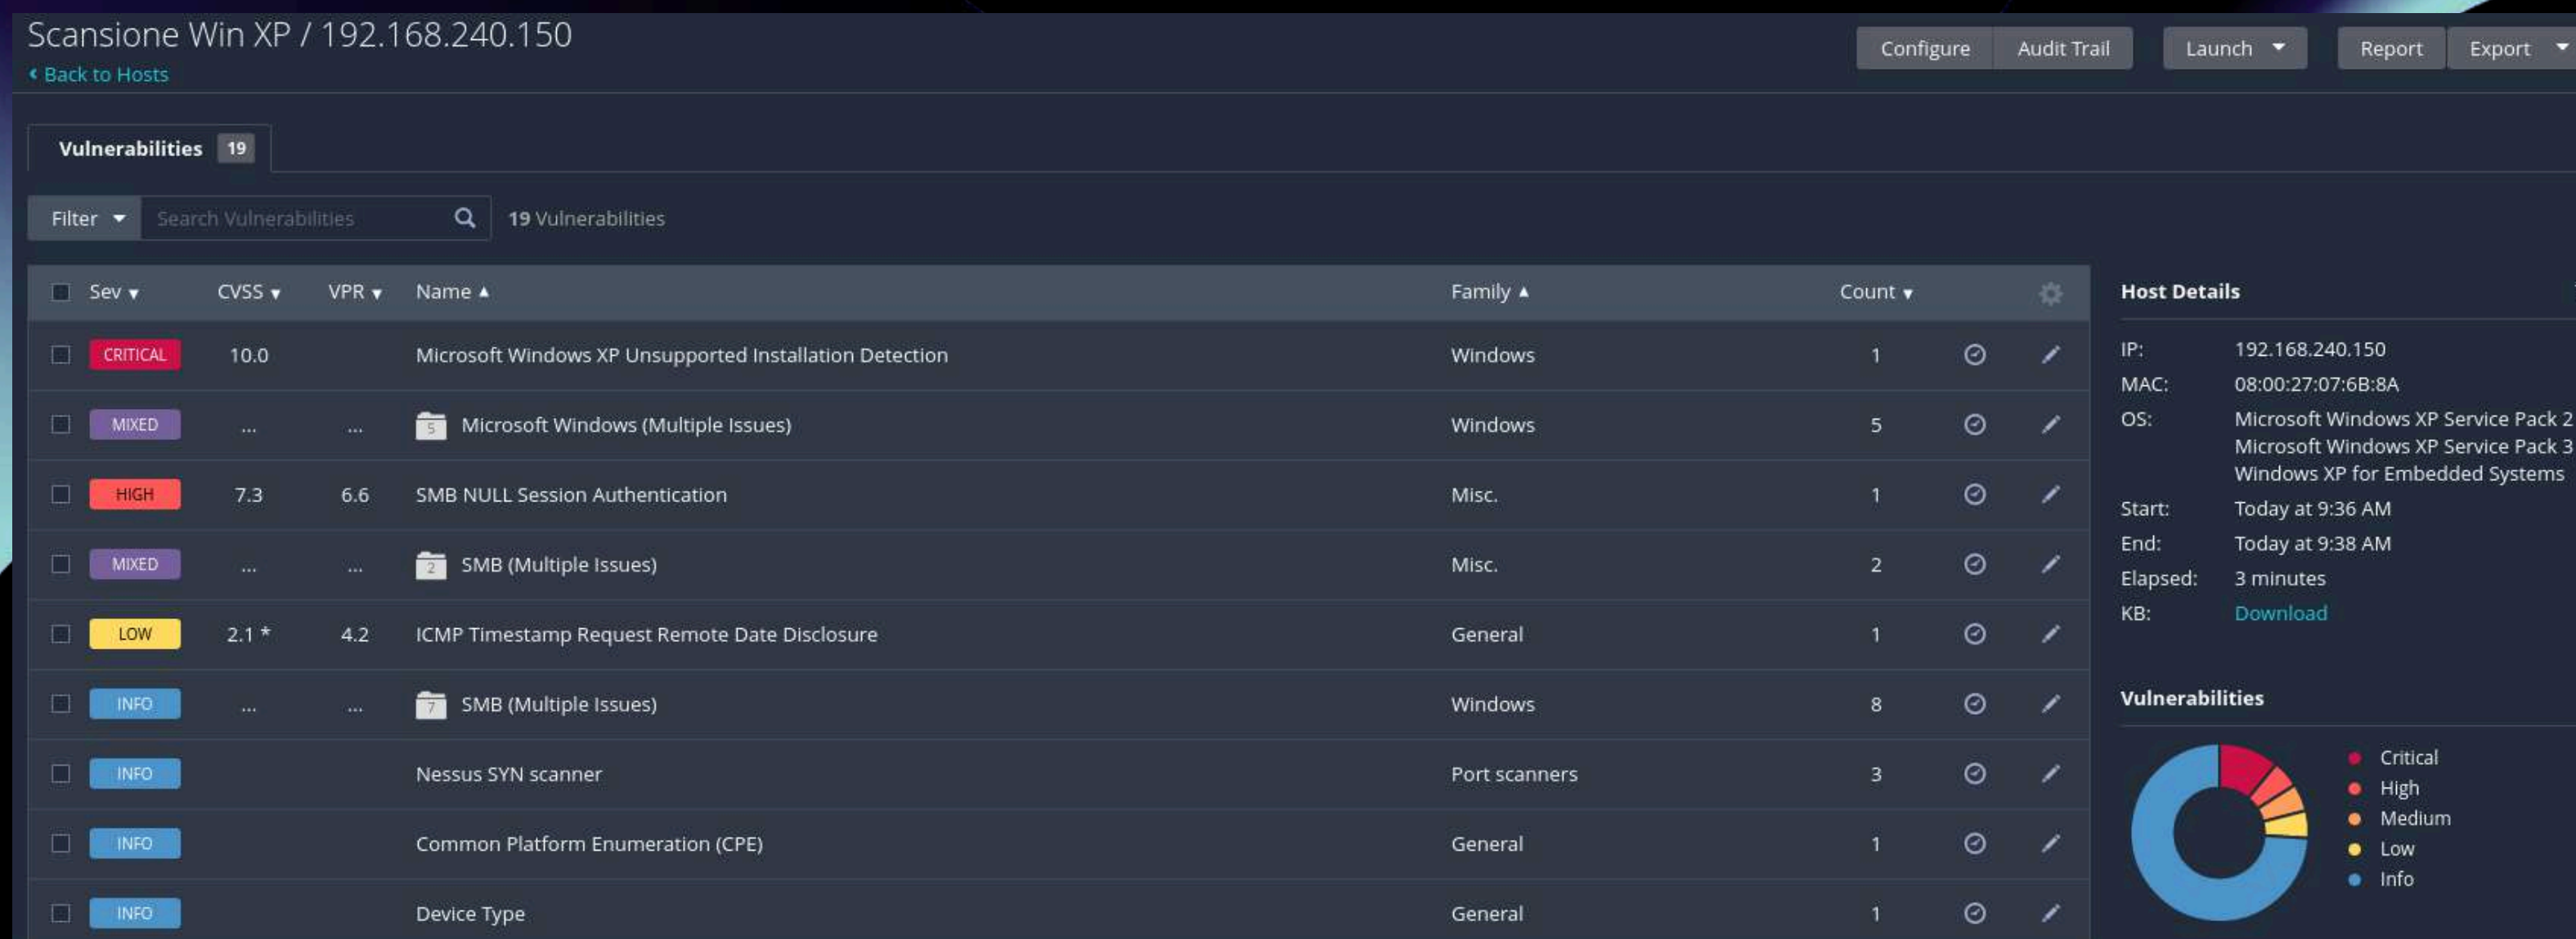 Scansione Win XP / 192.168.240.150
Configure Audit Trail Launch Report Export
Back to Hosts
Vulnerabilities 19
Filter Search Vulnerabilities 19 Vulnerabilities
Sev CVSS VPR Name Family Count
CRITICAL 10.0 Microsoft Windows XP Unsupported Installation Detection Windows 1
MIXED ... ... 5 Microsoft Windows (Multiple Issues) Windows 5
HIGH 7.3 6.6 SMB NULL Session Authentication Misc. 1
MIXED ... ... 2 SMB (Multiple Issues) Misc. 2
LOW 2.1 * 4.2 ICMP Timestamp Request Remote Date Disclosure General 1
INFO ... ... 7 SMB (Multiple Issues) Windows 8
INFO Nessus SYN scanner Port scanners 3
INFO Common Platform Enumeration (CPE) General 1
INFO Device Type General 1
Host Details
IP: 192.168.240.150
MAC: 08:00:27:07:6B:8A
OS: Microsoft Windows XP Service Pack 2
Microsoft Windows XP Service Pack 3
Windows XP for Embedded Systems
Start: Today at 9:36 AM
End: Today at 9:38 AM
Elapsed: 3 minutes
KB: Download
Vulnerabilities
Critical
High
Medium
Low
Info